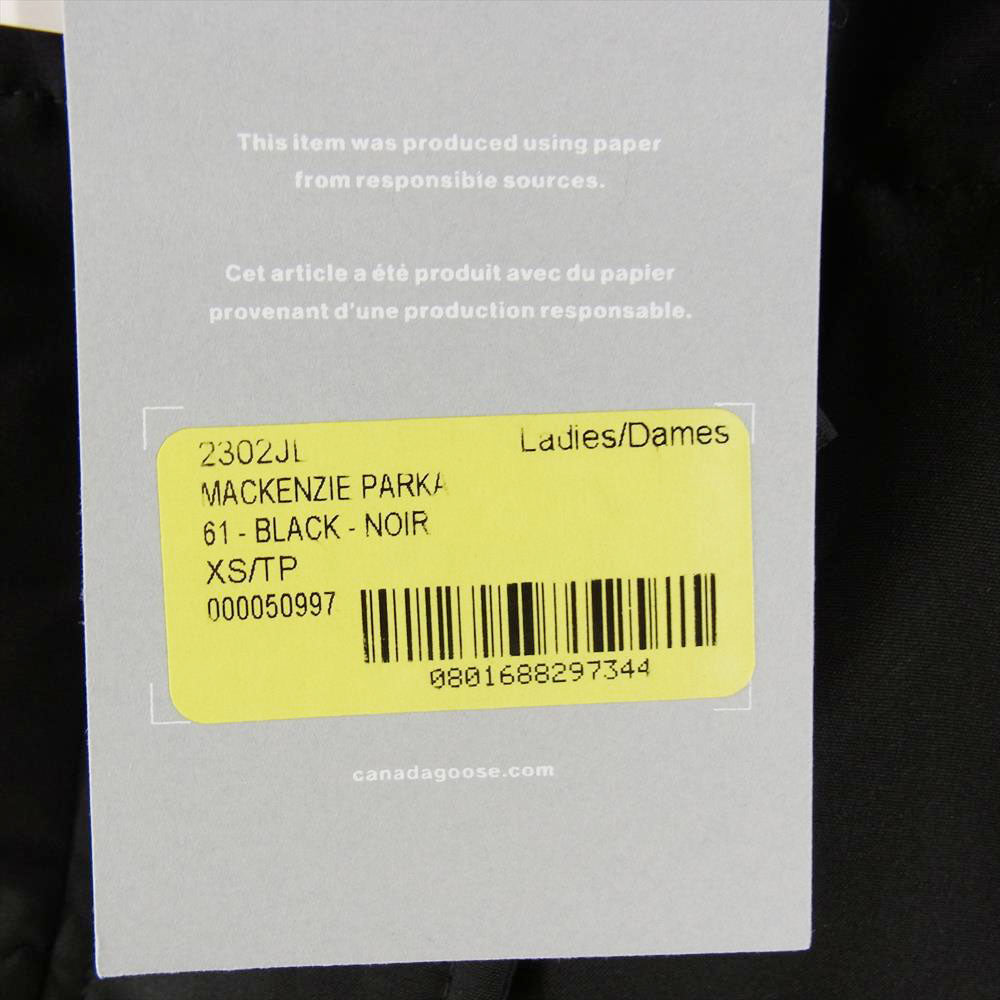 This item was produced using paper
from responsible sources.
Cet article a été produit avec du papier
provenant d'une production responsable.
2302JL Ladies/Dames
MACKENZIE PARKA
61 - BLACK - NOIR
XS/TP
000050997
0801688297344
canadagoose.com